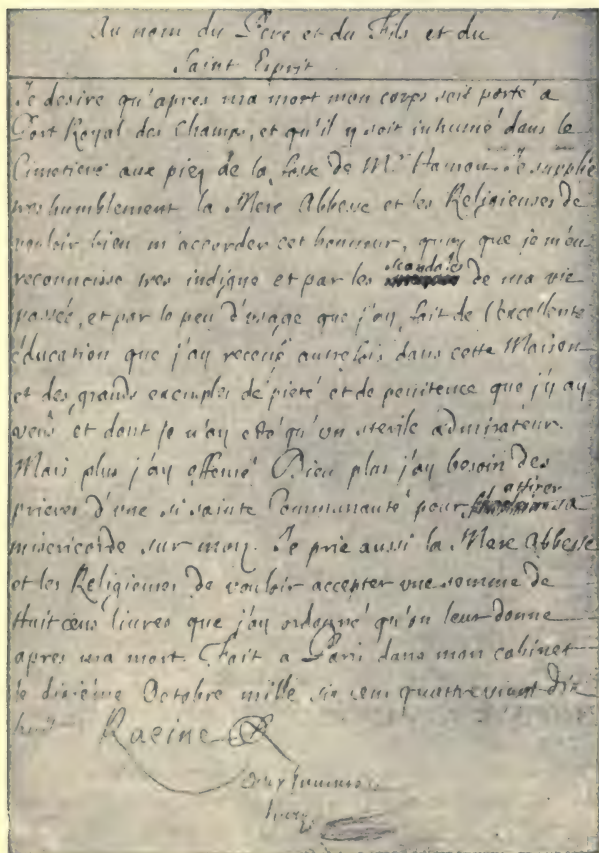 Au nom du Pere et du Fils et du
Saint Esprit.
Je desire qu'apres ma mort mon corps soit porté a
Port Royal des Champs, et qu'il y soit inhumé dans le
Cimetiere aux piez de la fosse de Mr Hamon. Je supplie
tres humblement la Mere Abbesse et les Religieuses de
vouloir bien m'accorder cet honneur, quoy que je m'en
reconnoisse tres indigne et par les scandales de ma vie
passée, et par le peu d'usage que j'ay fait de l'excellente
éducation que j'ay receuë autrefois dans cette Maison
et des grands exemples de pieté et de penitence que j'y ay
veus et dont je n'ay esté qu'un sterile admirateur.
Mais plus j'ay offensé Dieu plus j'ay besoin des
prieres d'une si sainte Communauté pour attirer sa
misericorde sur moy. Je prie aussi la Mere Abbesse
et les Religieuses de vouloir accepter une somme de
Huit cens livres que j'ay ordonné qu'on leur donne
apres ma mort. Fait a Paris dans mon cabinet
le dixiéme Octobre mille six cens quatre vingt dix
huit
Racine